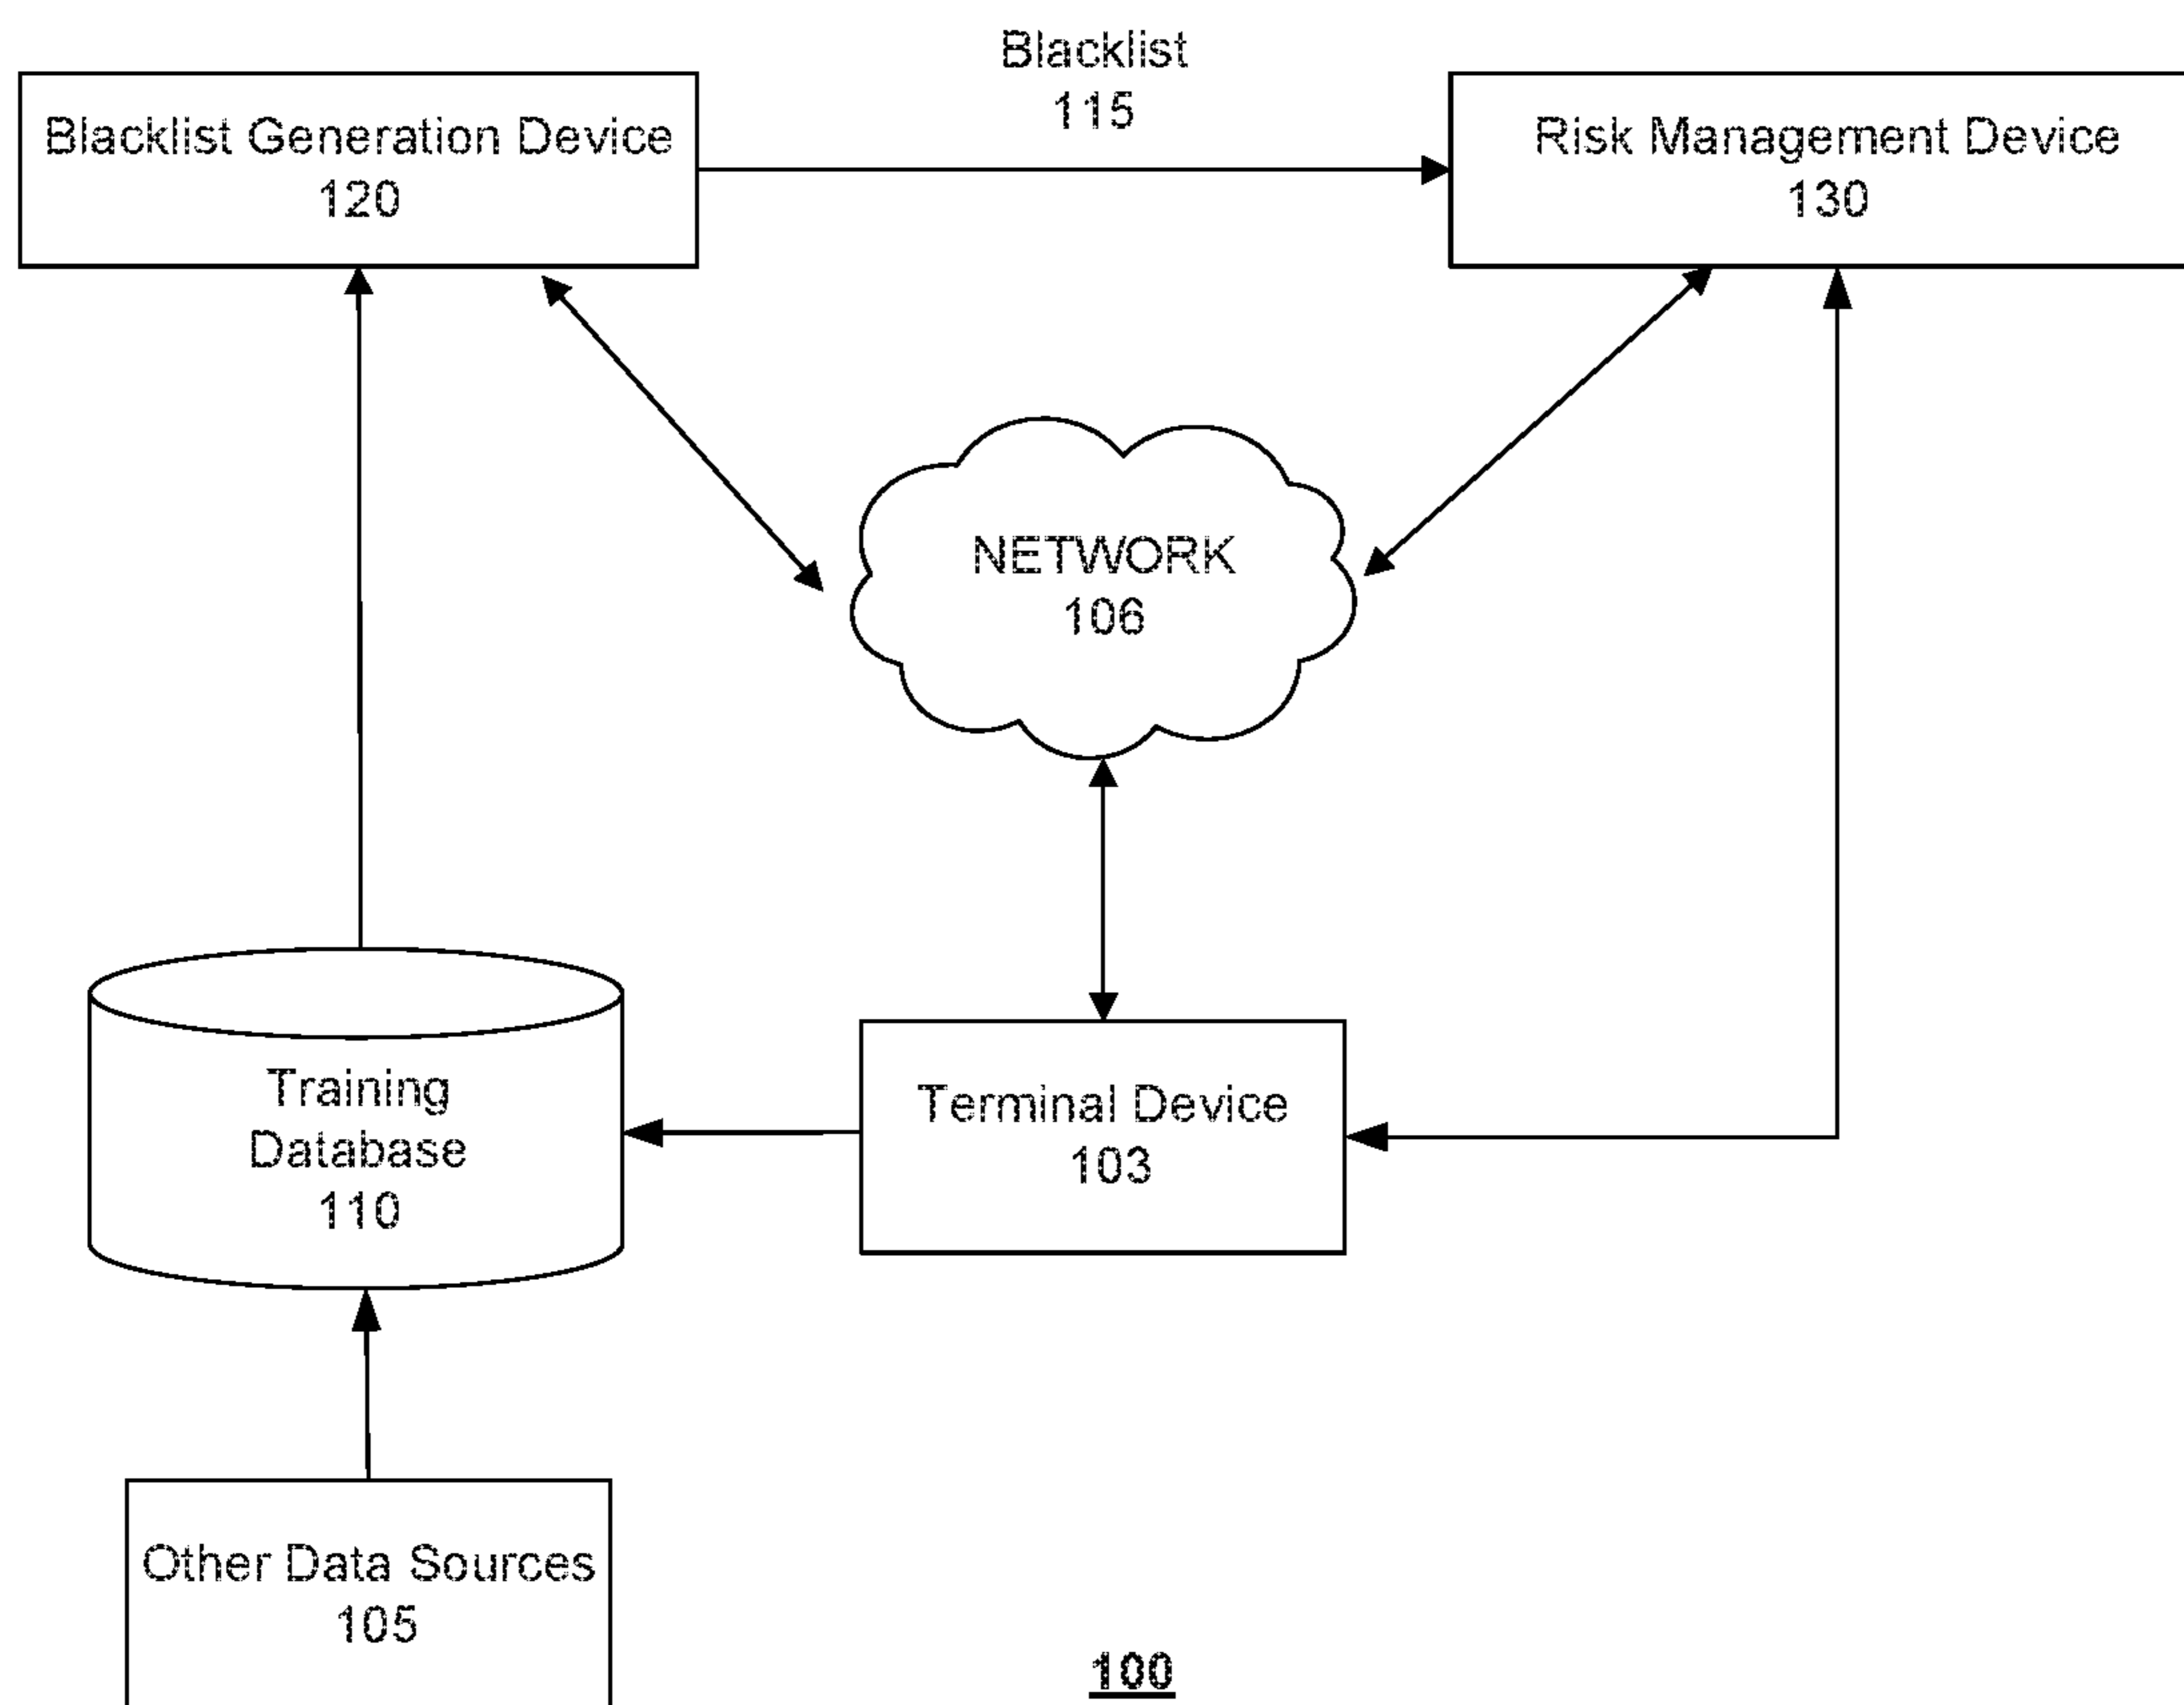 Blacklist
115
Blacklist Generation Device
120
Risk Management Device
130
NETWORK
106
Training
Database
110
Terminal Device
103
Other Data Sources
105
100